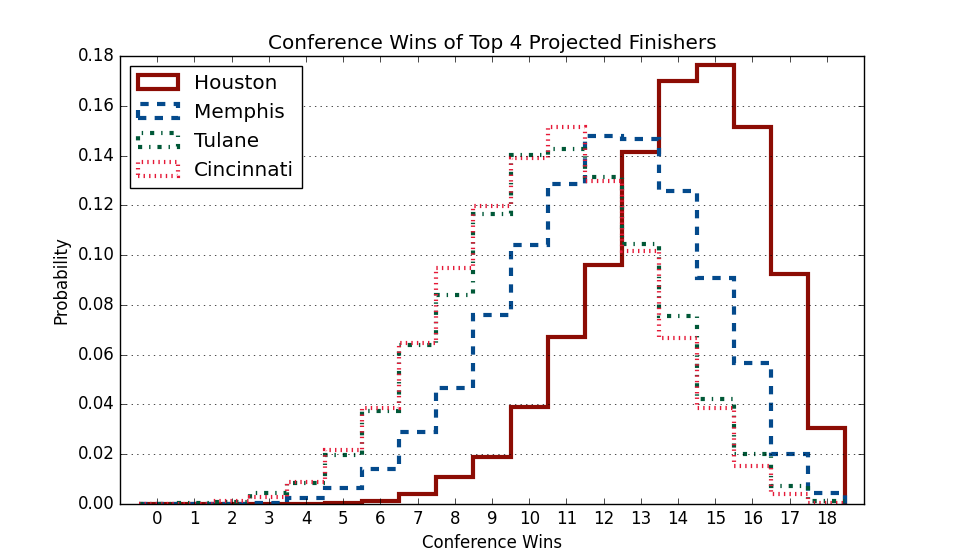 Conference Wins of Top 4 Projected Finishers
0.18
0.16
0.14
0.12
0.10
0.08
0.06
0.04
0.02
0.00
Probability
Houston
Memphis
Tulane
Cincinnati
0 1 2 3 4 5 6 7 8 9 10 11 12 13 14 15 16 17 18
Conference Wins